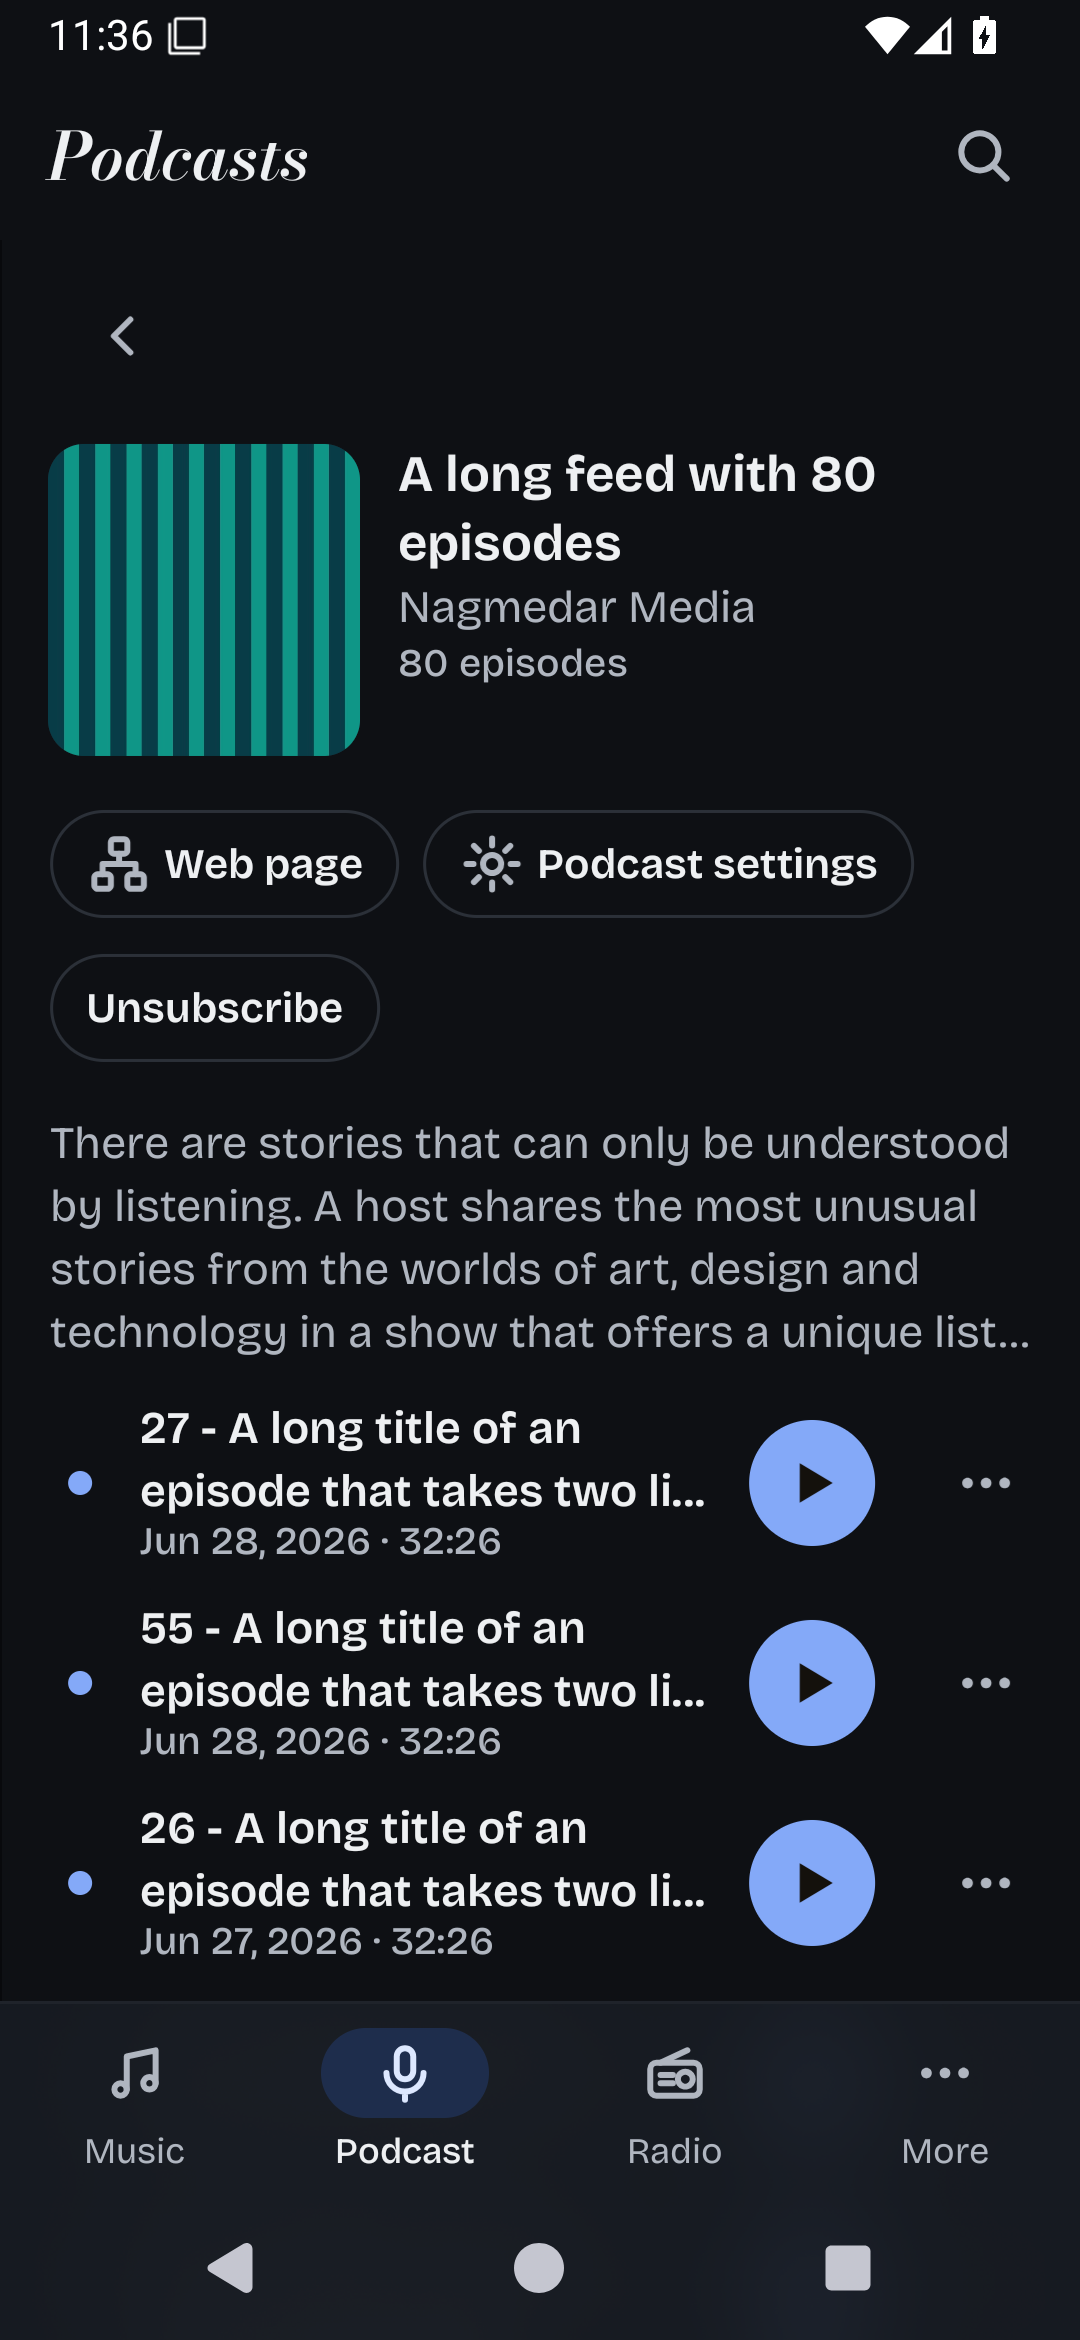 11:36
Podcasts
A long feed with 80
episodes
Nagmedar Media
80 episodes
Web page
Podcast settings
Unsubscribe
There are stories that can only be understood
by listening. A host shares the most unusual
stories from the worlds of art, design and
technology in a show that offers a unique list...
27 - A long title of an
episode that takes two li...
Jun 28, 2026 · 32:26
55 - A long title of an
episode that takes two li...
Jun 28, 2026 · 32:26
26 - A long title of an
episode that takes two li...
Jun 27, 2026 · 32:26
Music
Podcast
Radio
More